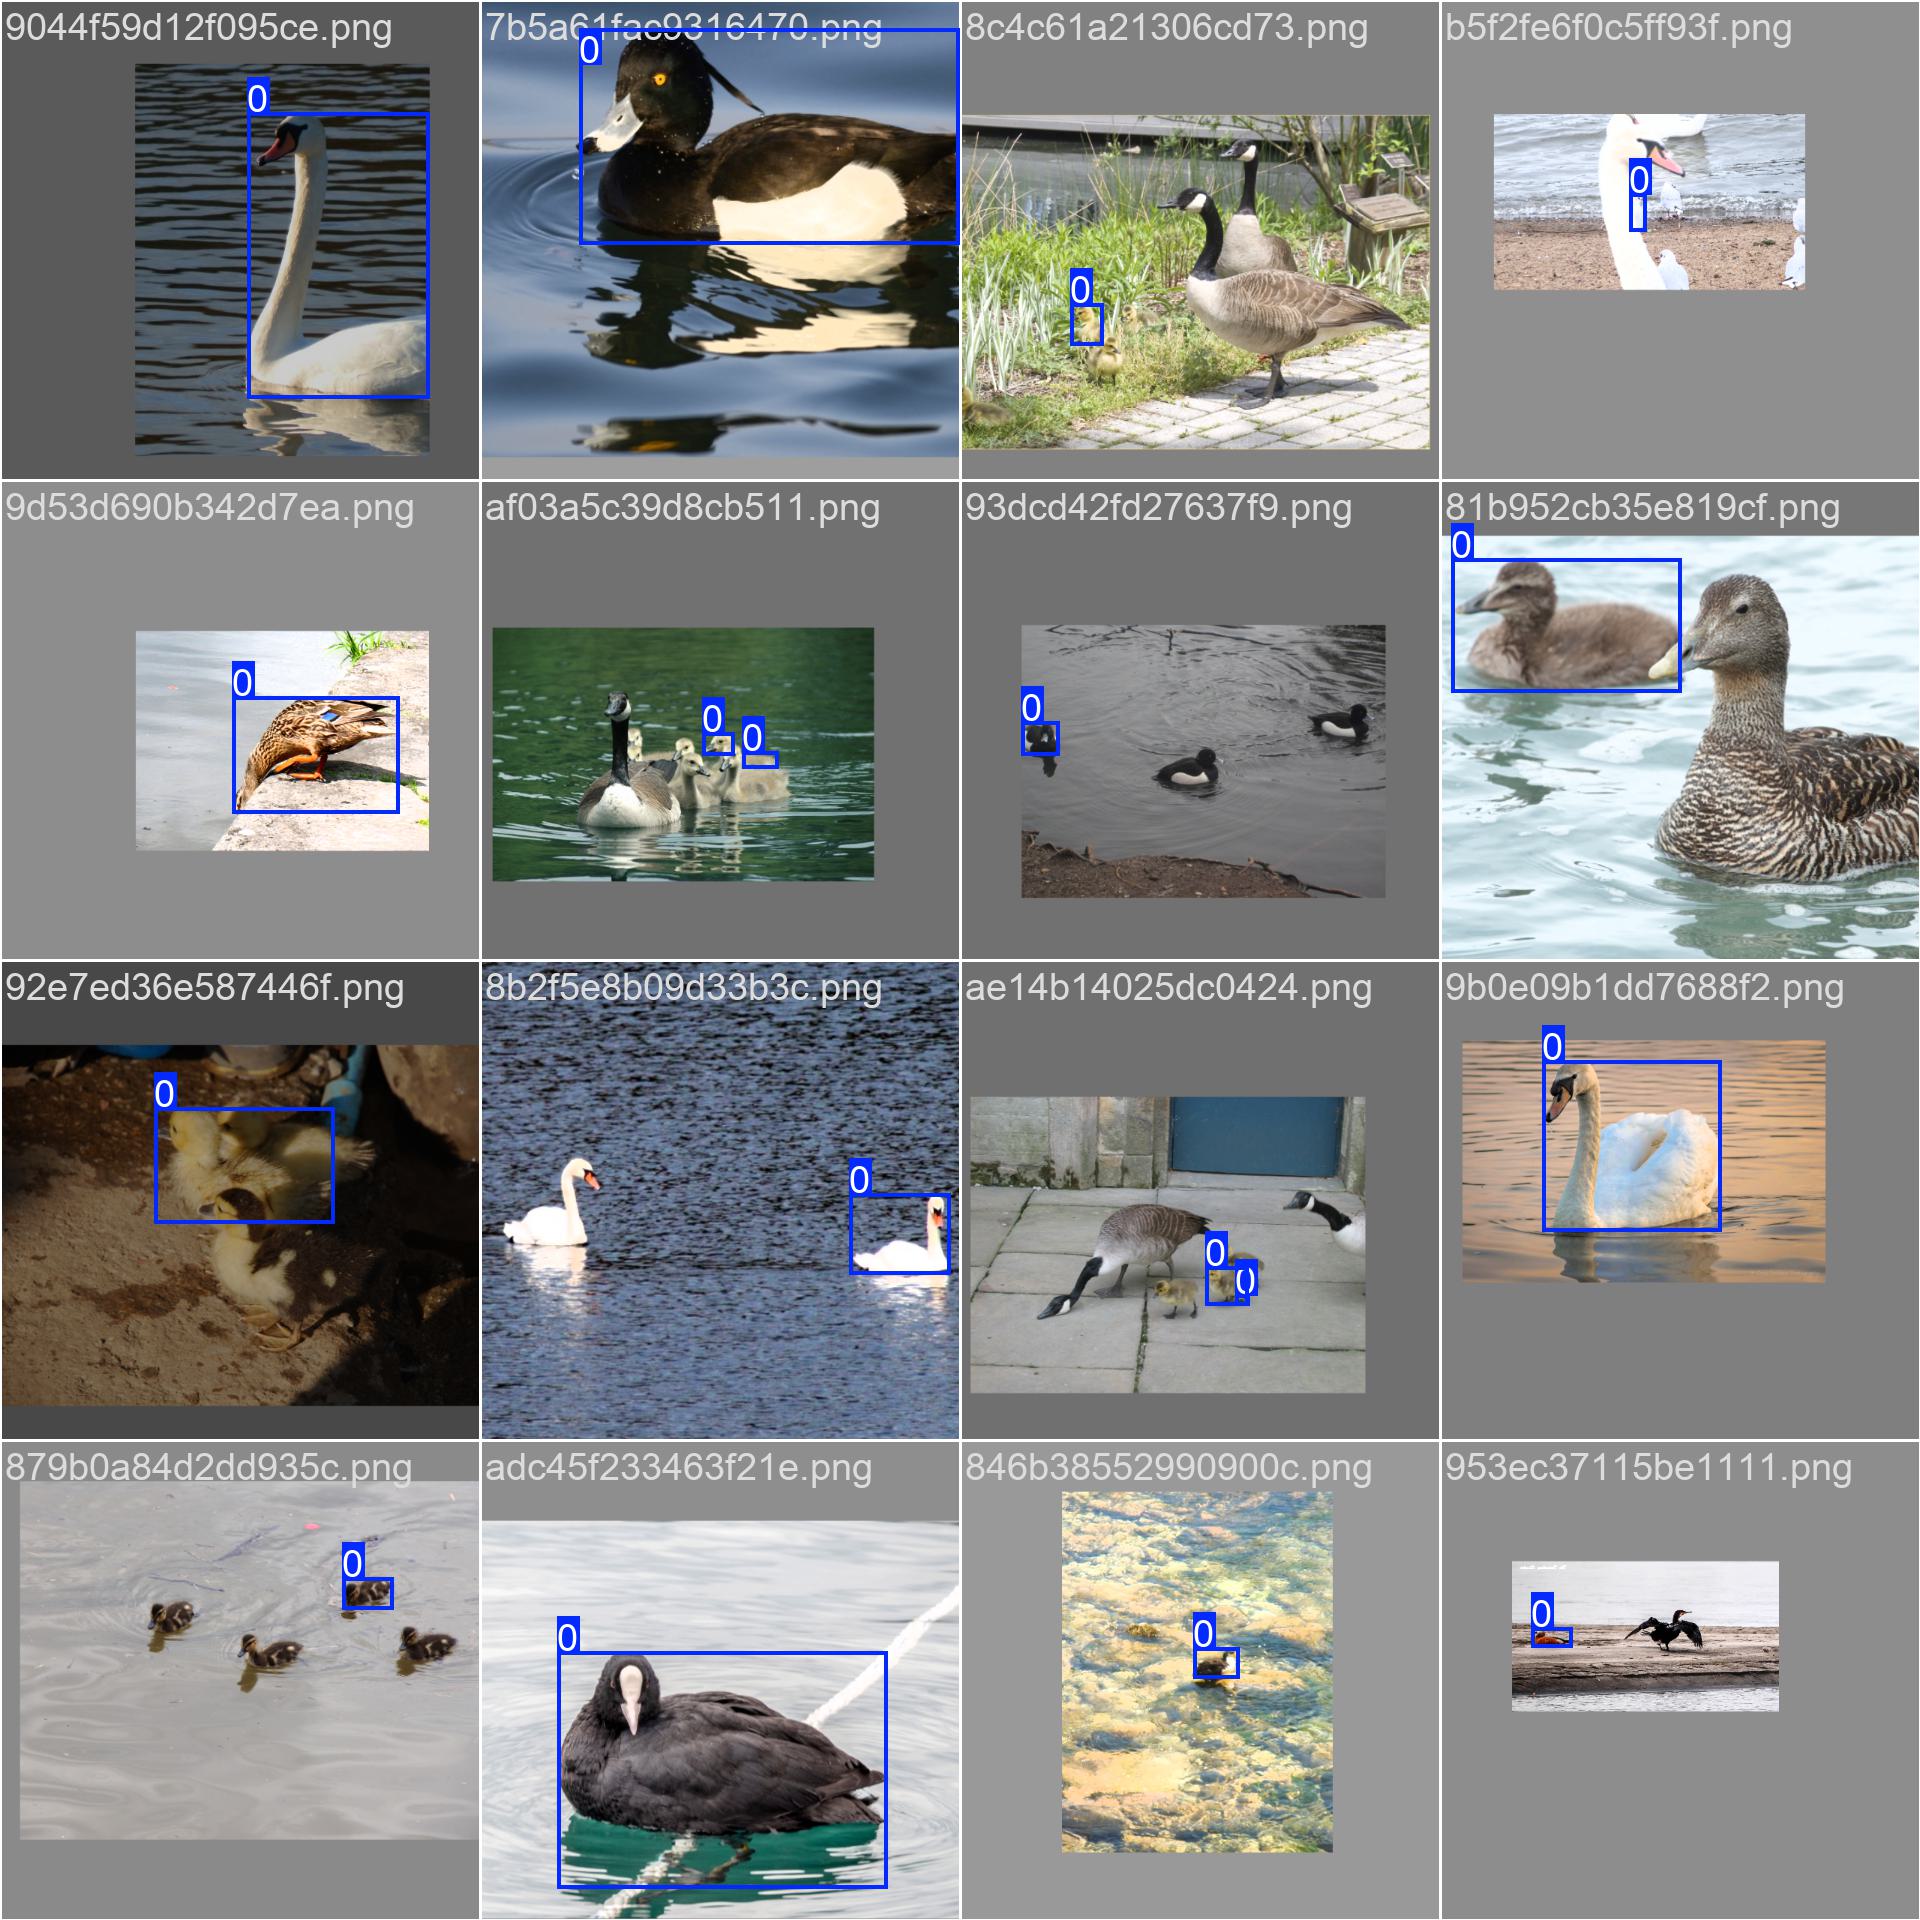 9044f59d12f095ce.png
7b5a61fac9316470.png
8c4c61a21306cd73.png
b5f2fe6f0c5ff93f.png
0
0
0
0
9d53d690b342d7ea.png
af03a5c39d8cb511.png
93dcd42fd27637f9.png
81b952cb35e819cf.png
0
0
0
0
0
92e7ed36e587446f.png
8b2f5e8b09d33b3c.png
ae14b14025dc0424.png
9b0e09b1dd7688f2.png
0
0
0
0
0
879b0a84d2dd935c.png
adc45f233463f21e.png
846b38552990900c.png
953ec37115be1111.png
0
0
0
0